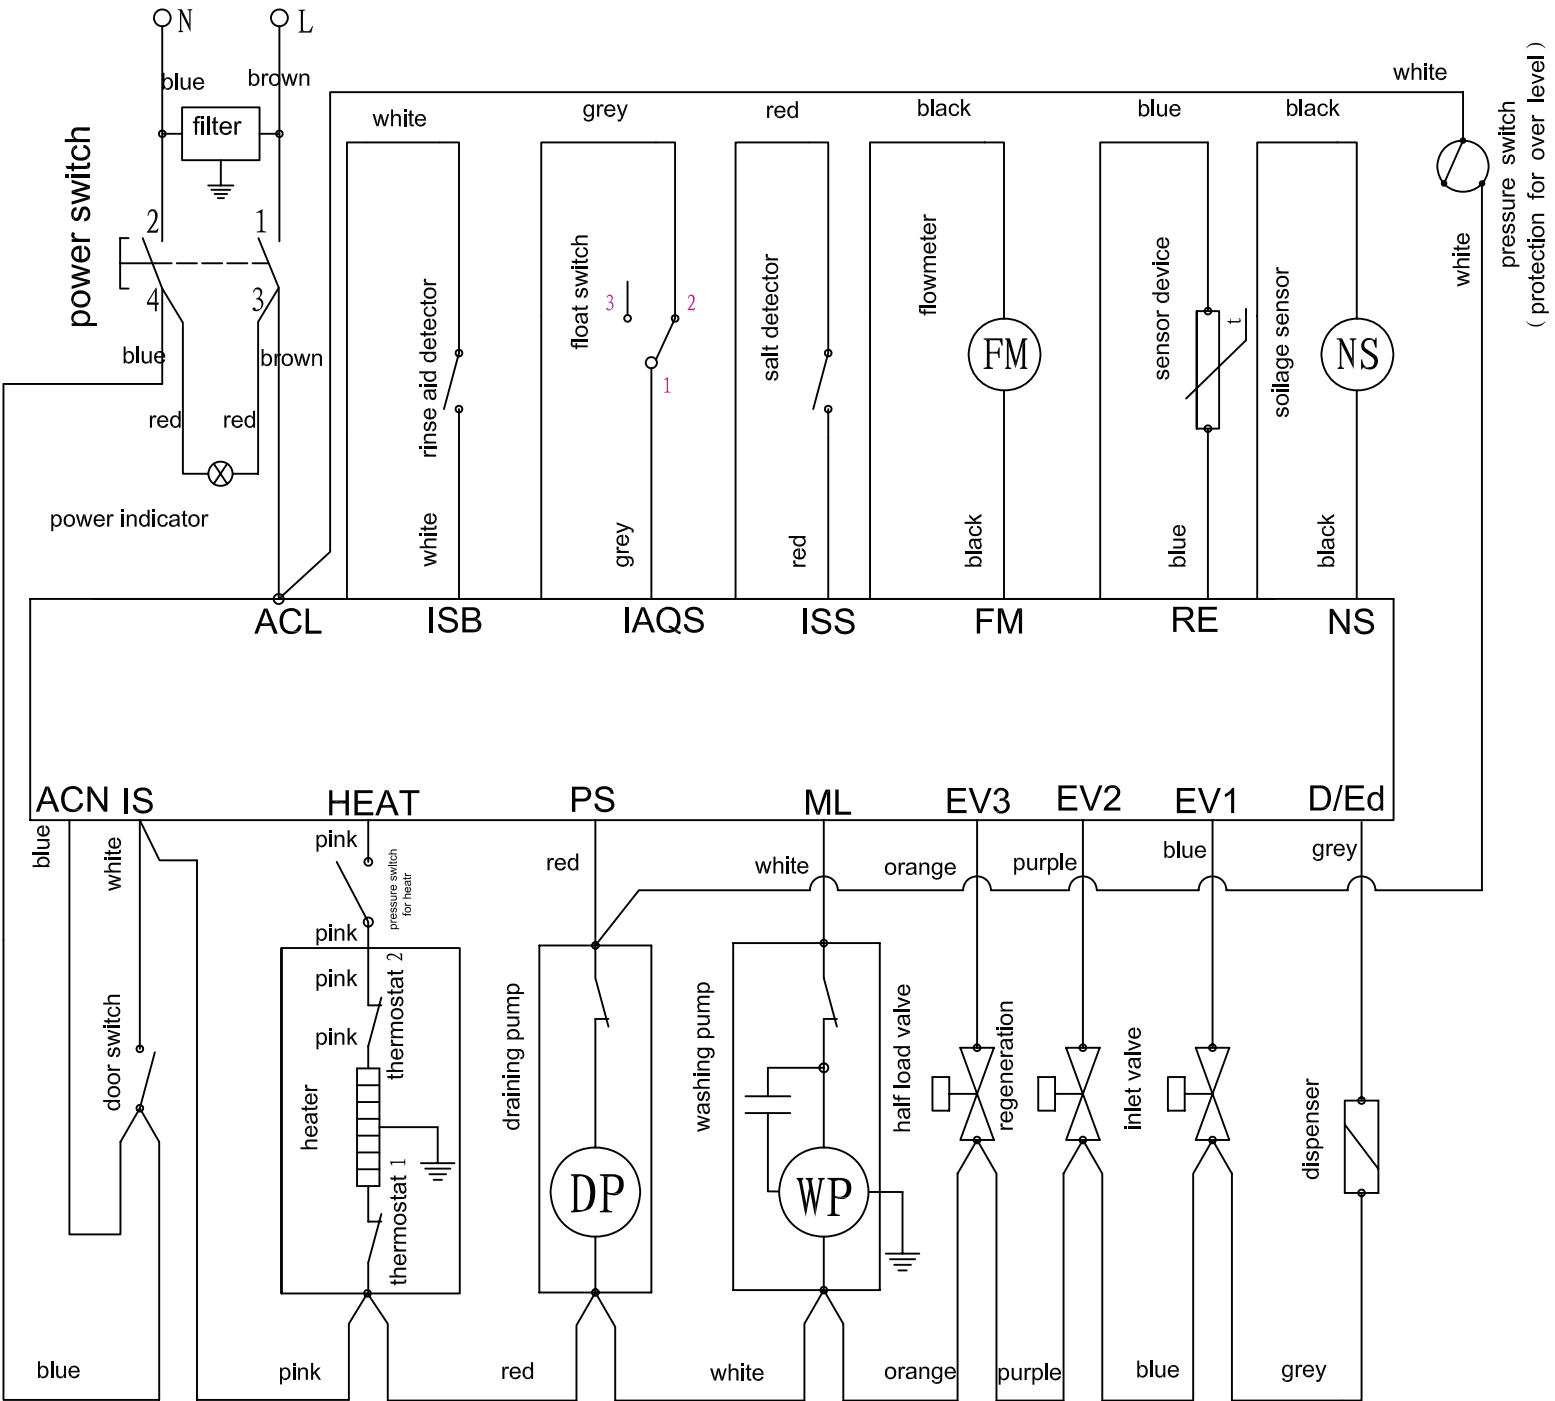 N
L
blue
brown
filter
power switch
2
1
4
3
blue
brown
red
red
power indicator
white
grey
red
black
blue
black
white
pressure switch
( protection for over level )
white
rinse aid detector
float switch
3
2
1
salt detector
flowmeter
FM
sensor device
t
soilage sensor
NS
white
grey
red
black
blue
black
ACL
ISB
IAQS
ISS
FM
RE
NS
ACN
IS
HEAT
PS
ML
EV3
EV2
EV1
D/Ed
blue
white
pink
pressure switch
for heatr
red
white
orange
purple
blue
grey
pink
pink
pink
thermostat 2
door switch
heater
thermostat 1
draining pump
DP
washing pump
WP
half load valve
regeneration
inlet valve
dispenser
blue
pink
red
white
orange
purple
blue
grey